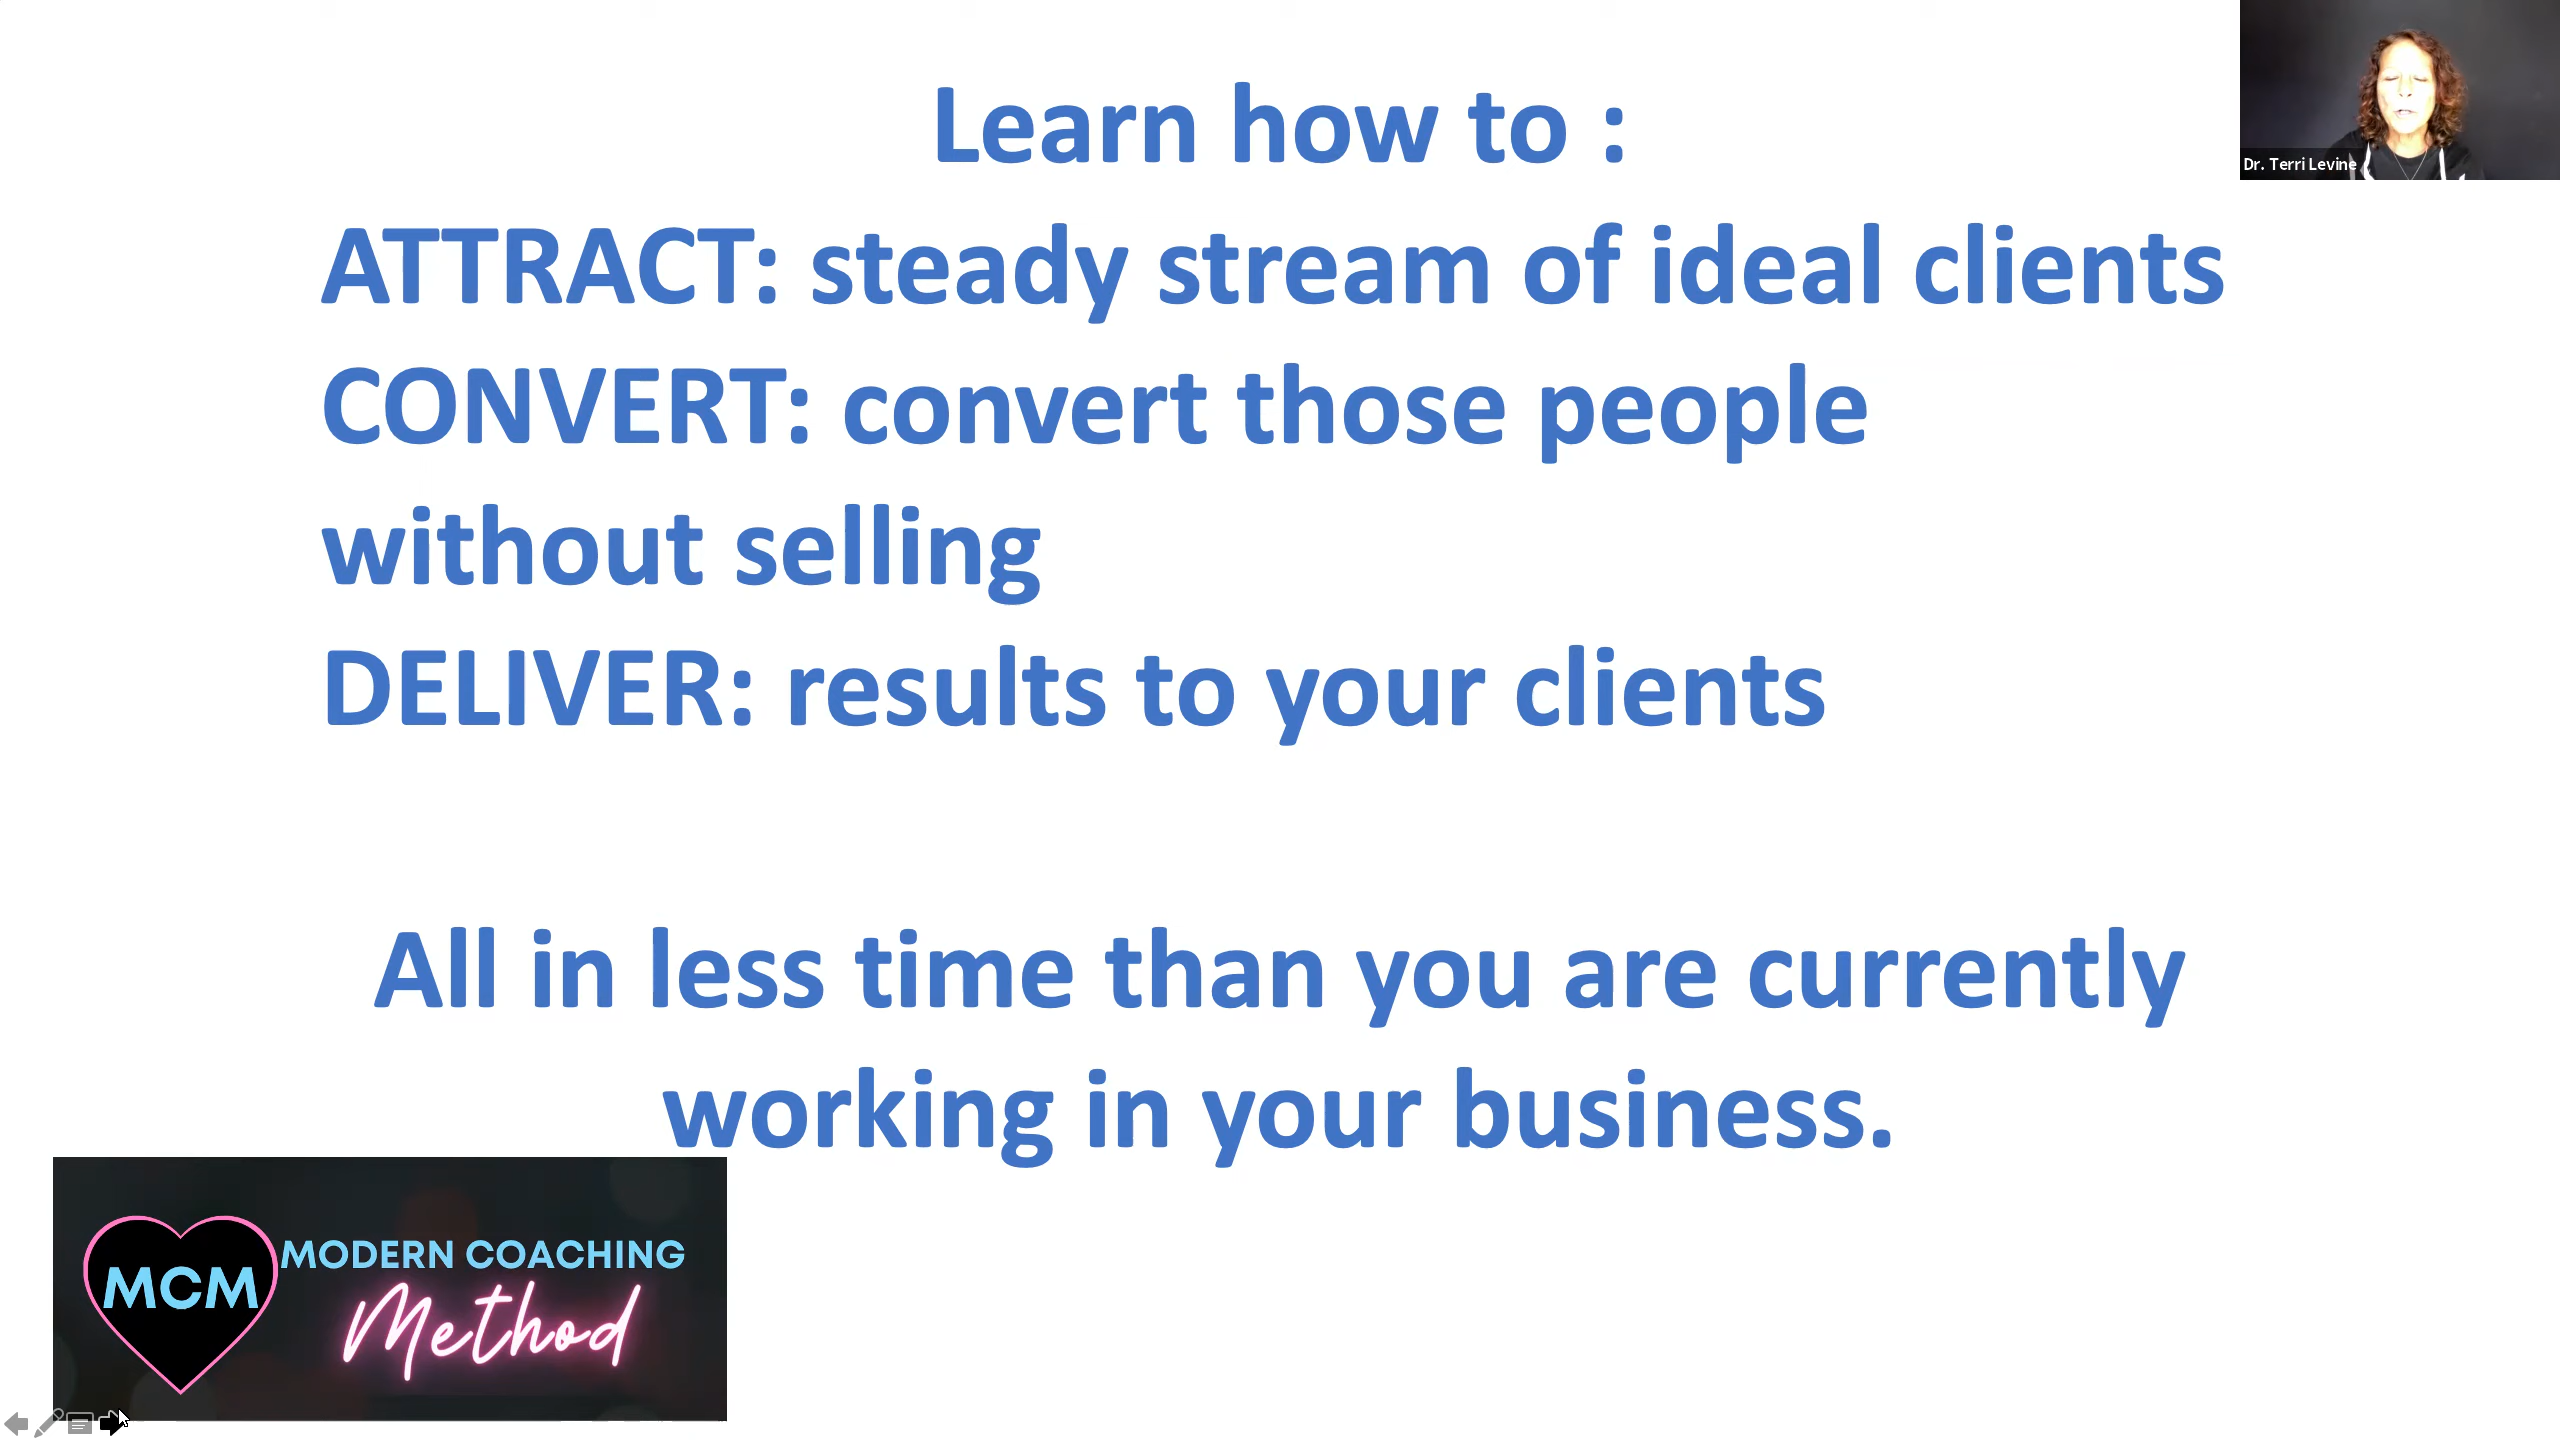 Learn how to :
Dr. Terri Levine
ATTRACT: steady stream of ideal clients
CONVERT: convert those people
without selling
DELIVER: results to your clients
All in less time than you are currently
working in your business.
MCM
MODERN COACHING
Method